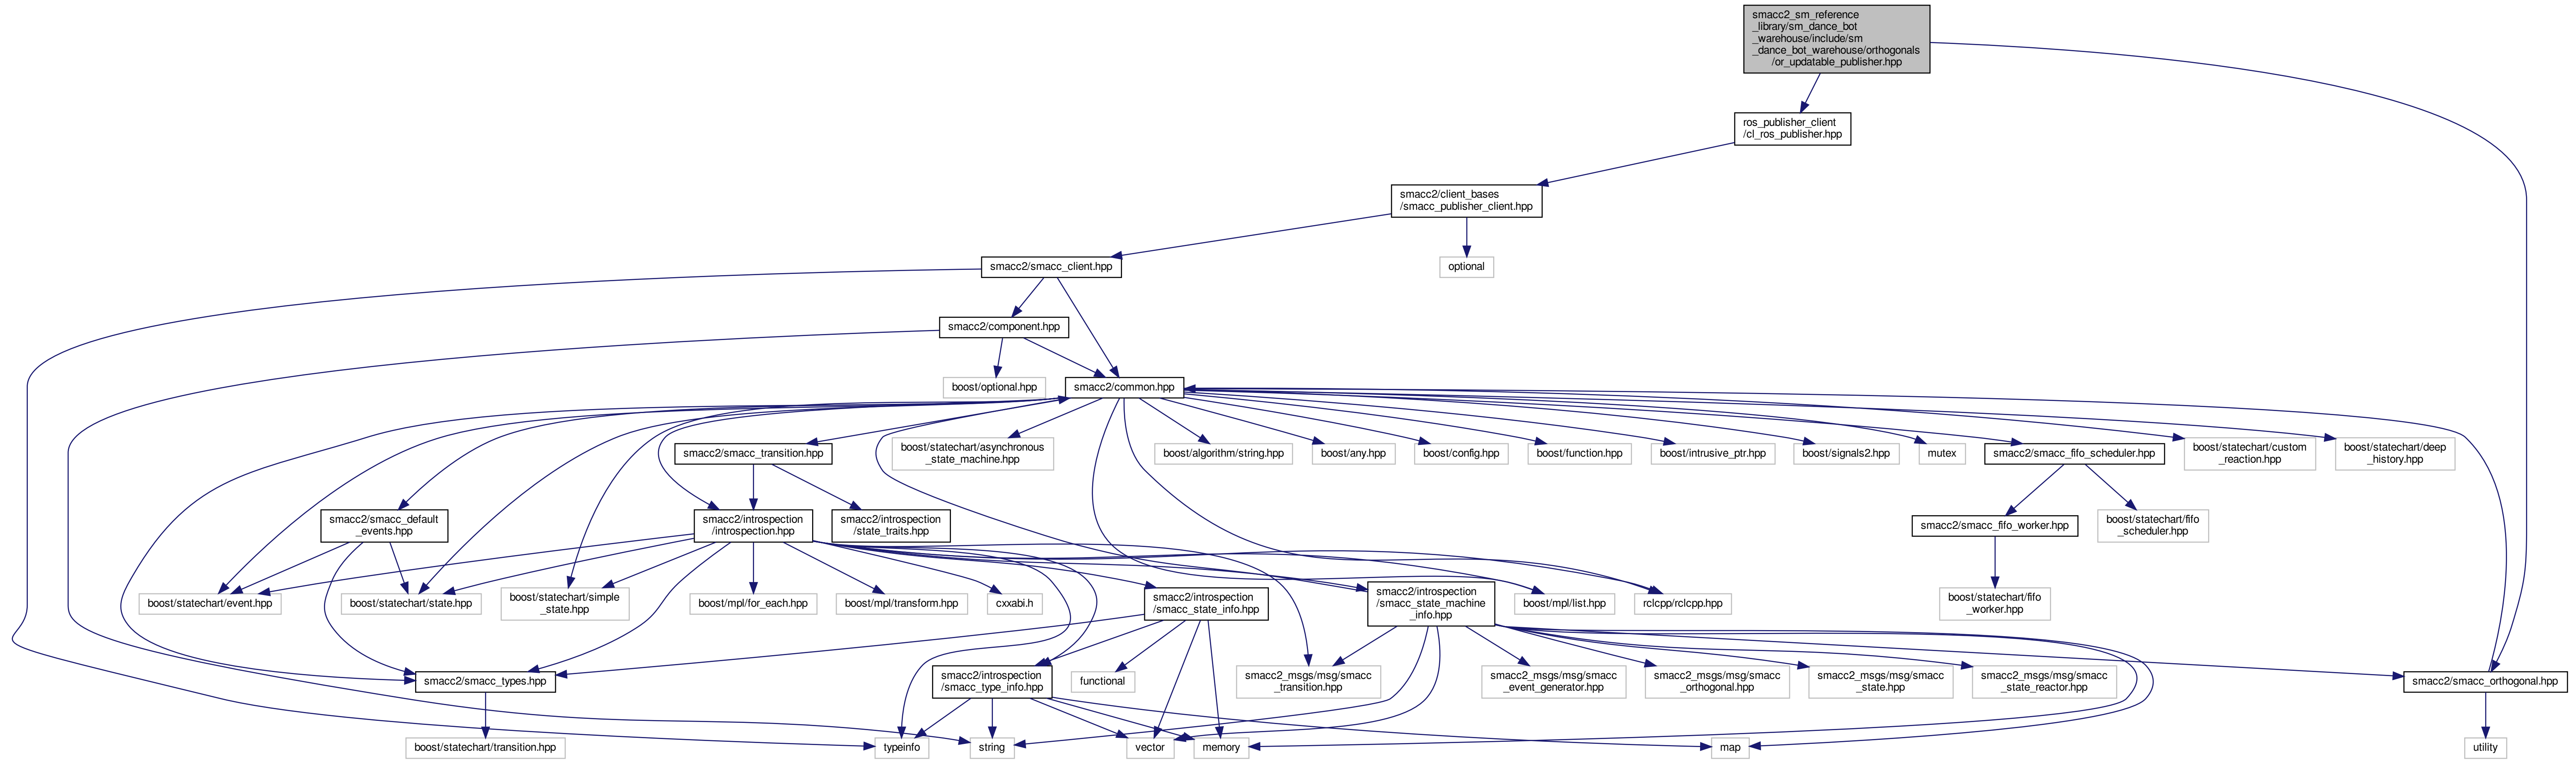 smacc2_sm_reference
_library/sm_dance_bot
_warehouse/include/sm
_dance_bot_warehouse/orthogonals
/or_updatable_publisher.hpp
ros_publisher_client
/cl_ros_publisher.hpp
smacc2/client_bases
/smacc_publisher_client.hpp
smacc2/smacc_client.hpp
optional
smacc2/component.hpp
boost/optional.hpp
smacc2/common.hpp
smacc2/smacc_transition.hpp
boost/statechart/asynchronous
_state_machine.hpp
boost/algorithm/string.hpp
boost/any.hpp
boost/config.hpp
boost/function.hpp
boost/intrusive_ptr.hpp
boost/signals2.hpp
mutex
smacc2/smacc_fifo_scheduler.hpp
boost/statechart/custom
_reaction.hpp
boost/statechart/deep
_history.hpp
smacc2/smacc_default
_events.hpp
smacc2/introspection
/introspection.hpp
smacc2/introspection
/state_traits.hpp
smacc2/smacc_fifo_worker.hpp
boost/statechart/fifo
_scheduler.hpp
boost/statechart/event.hpp
boost/statechart/state.hpp
boost/statechart/simple
_state.hpp
boost/mpl/for_each.hpp
boost/mpl/transform.hpp
cxxabi.h
smacc2/introspection
/smacc_state_info.hpp
smacc2/introspection
/smacc_state_machine
_info.hpp
boost/mpl/list.hpp
rclcpp/rclcpp.hpp
boost/statechart/fifo
_worker.hpp
smacc2/smacc_types.hpp
smacc2/introspection
/smacc_type_info.hpp
functional
smacc2_msgs/msg/smacc
_transition.hpp
smacc2_msgs/msg/smacc
_event_generator.hpp
smacc2_msgs/msg/smacc
_orthogonal.hpp
smacc2_msgs/msg/smacc
_state.hpp
smacc2_msgs/msg/smacc
_state_reactor.hpp
smacc2/smacc_orthogonal.hpp
boost/statechart/transition.hpp
typeinfo
string
vector
memory
map
utility